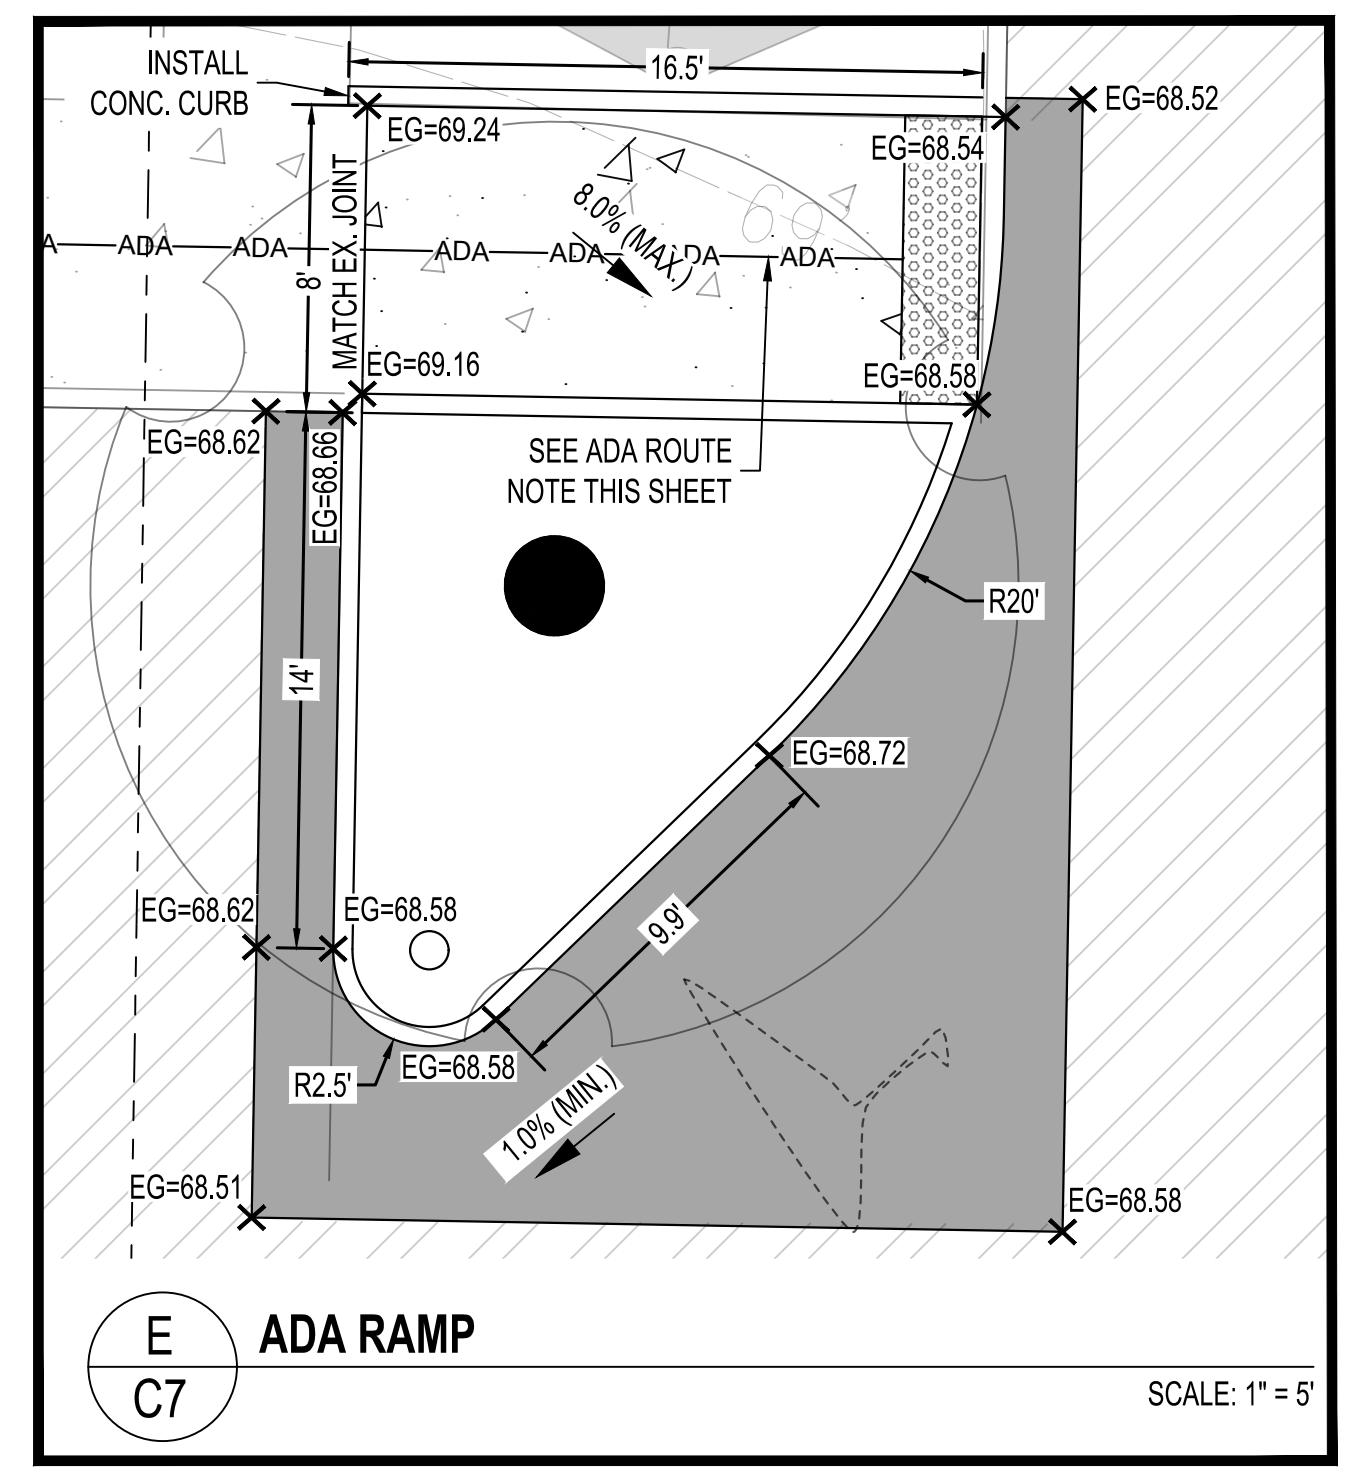 INSTALL
CONC. CURB
16.5'
EG=68.52
EG=69.24
EG=68.54
8.0% (MAX.)
MATCH EX. JOINT
8'
ADA
ADA
ADA
ADA
ADA
ADA
EG=69.16
EG=68.58
EG=68.62
EG=68.66
SEE ADA ROUTE
NOTE THIS SHEET
R20'
14'
EG=68.72
EG=68.62
EG=68.58
9.9'
EG=68.58
R2.5'
1.0% (MIN.)
EG=68.51
EG=68.58
E
C7
ADA RAMP
SCALE: 1" = 5'